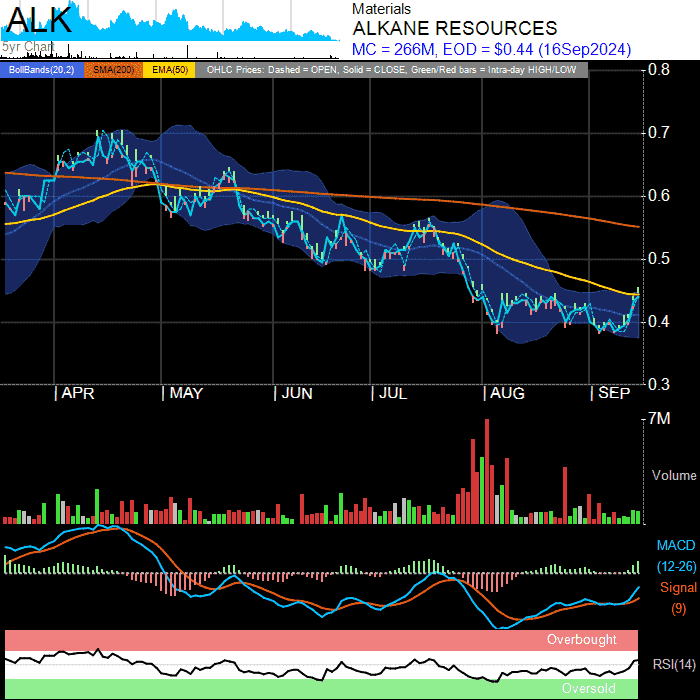 ALK
5yr Chart
Materials
ALKANE RESOURCES
MC = 266M, EOD = $0.44 (16Sep2024)
BollBands(20,2) SMA(200) EMA(50) OHLC Prices: Dashed = OPEN, Solid = CLOSE, Green/Red bars = Intra-day HIGH/LOW
0.8
0.7
0.6
0.5
0.4
0.3
APR MAY JUN JUL AUG SEP
7M
Volume
MACD
(12-26)
Signal
(9)
Overbought
RSI(14)
Oversold